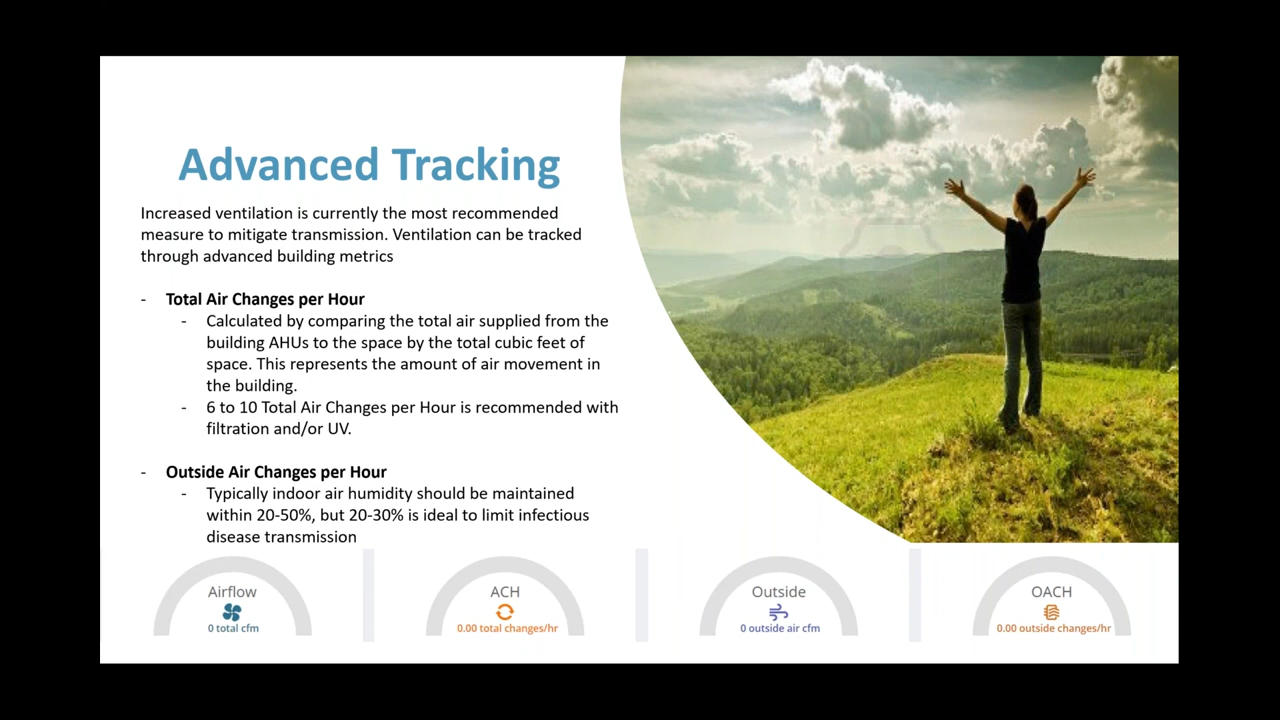 Advanced Tracking
Increased ventilation is currently the most recommended
measure to mitigate transmission. Ventilation can be tracked
through advanced building metrics
- Total Air Changes per Hour
- Calculated by comparing the total air supplied from the
building AHUs to the space by the total cubic feet of
space. This represents the amount of air movement in
the building.
- 6 to 10 Total Air Changes per Hour is recommended with
filtration and/or UV.
- Outside Air Changes per Hour
- Typically indoor air humidity should be maintained
within 20-50%, but 20-30% is ideal to limit infectious
disease transmission
Airflow
0 total cfm
ACH
0.00 total changes/hr
Outside
0 outside air cfm
OACH
0.00 outside changes/hr